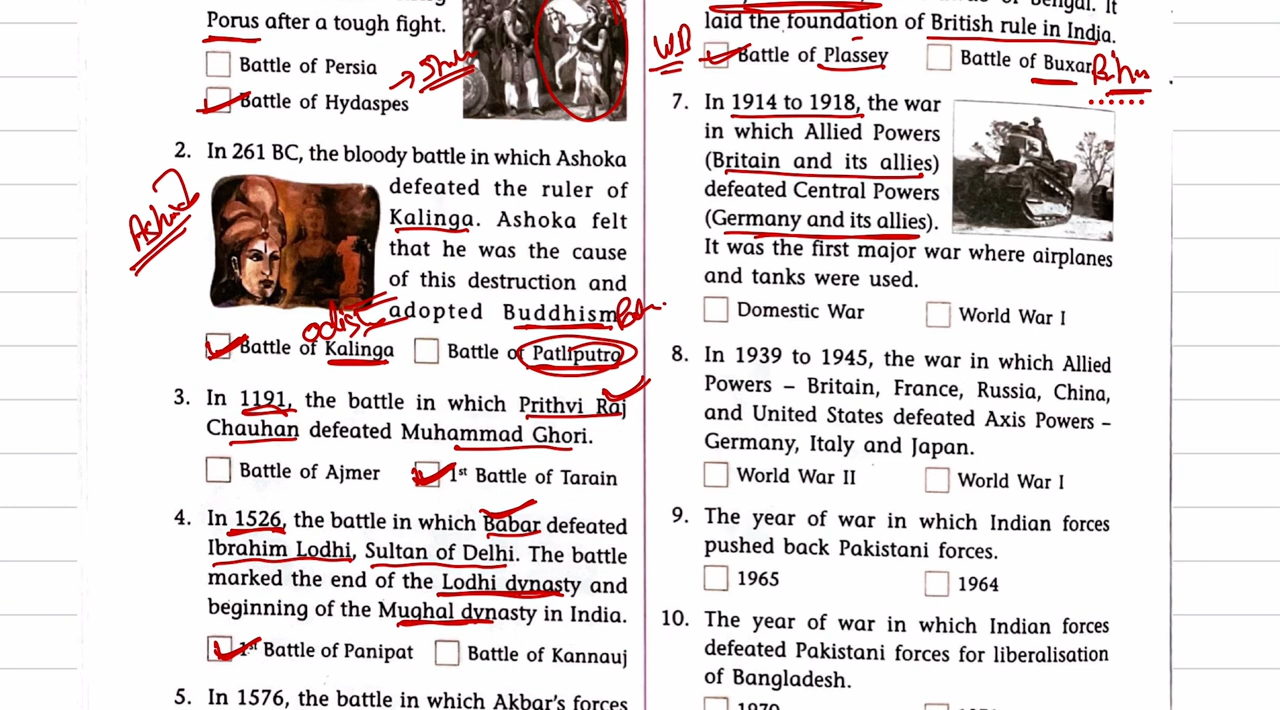 Porus after a tough fight.
Battle of Persia
Battle of Hydaspes
2. In 261 BC, the bloody battle in which Ashoka
defeated the ruler of
Kalinga. Ashoka felt
that he was the cause
of this destruction and
adopted Buddhism
odisha
Battle of Kalinga Battle of Patliputra
3. In 1191, the battle in which Prithvi Raj
Chauhan defeated Muhammad Ghori.
Battle of Ajmer 1st Battle of Tarain
4. In 1526, the battle in which Babar defeated
Ibrahim Lodhi, Sultan of Delhi. The battle
marked the end of the Lodhi dynasty and
beginning of the Mughal dynasty in India.
1st Battle of Panipat Battle of Kannauj
5. In 1576, the battle in which Akbar's forces
Bengal. It
laid the foundation of British rule in India.
WB
Battle of Plassey Battle of Buxar
7. In 1914 to 1918, the war
in which Allied Powers
(Britain and its allies)
defeated Central Powers
(Germany and its allies).
It was the first major war where airplanes
and tanks were used.
Domestic War World War I
8. In 1939 to 1945, the war in which Allied
Powers – Britain, France, Russia, China,
and United States defeated Axis Powers –
Germany, Italy and Japan.
World War II World War I
9. The year of war in which Indian forces
pushed back Pakistani forces.
1965 1964
10. The year of war in which Indian forces
defeated Pakistani forces for liberalisation
of Bangladesh.
1970